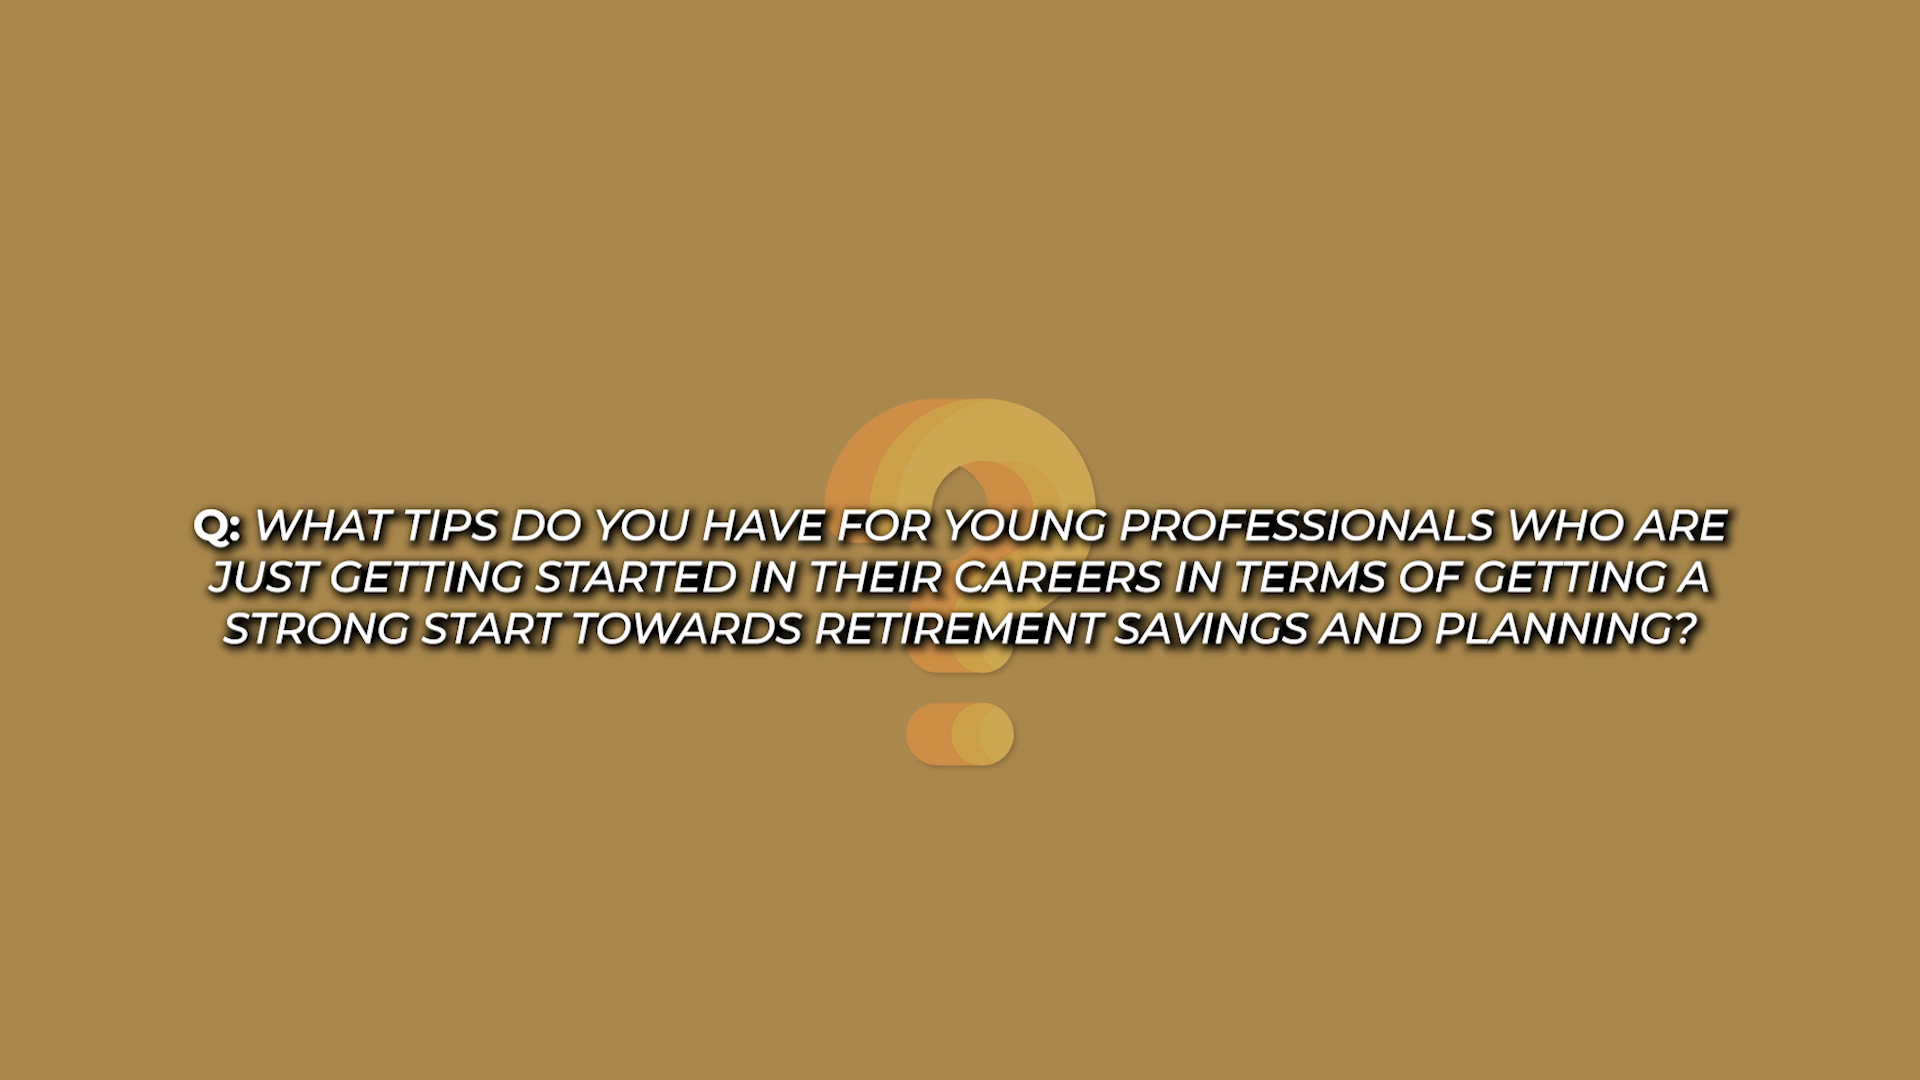 Q: WHAT TIPS DO YOU HAVE FOR YOUNG PROFESSIONALS WHO ARE
JUST GETTING STARTED IN THEIR CAREERS IN TERMS OF GETTING A
STRONG START TOWARDS RETIREMENT SAVINGS AND PLANNING?